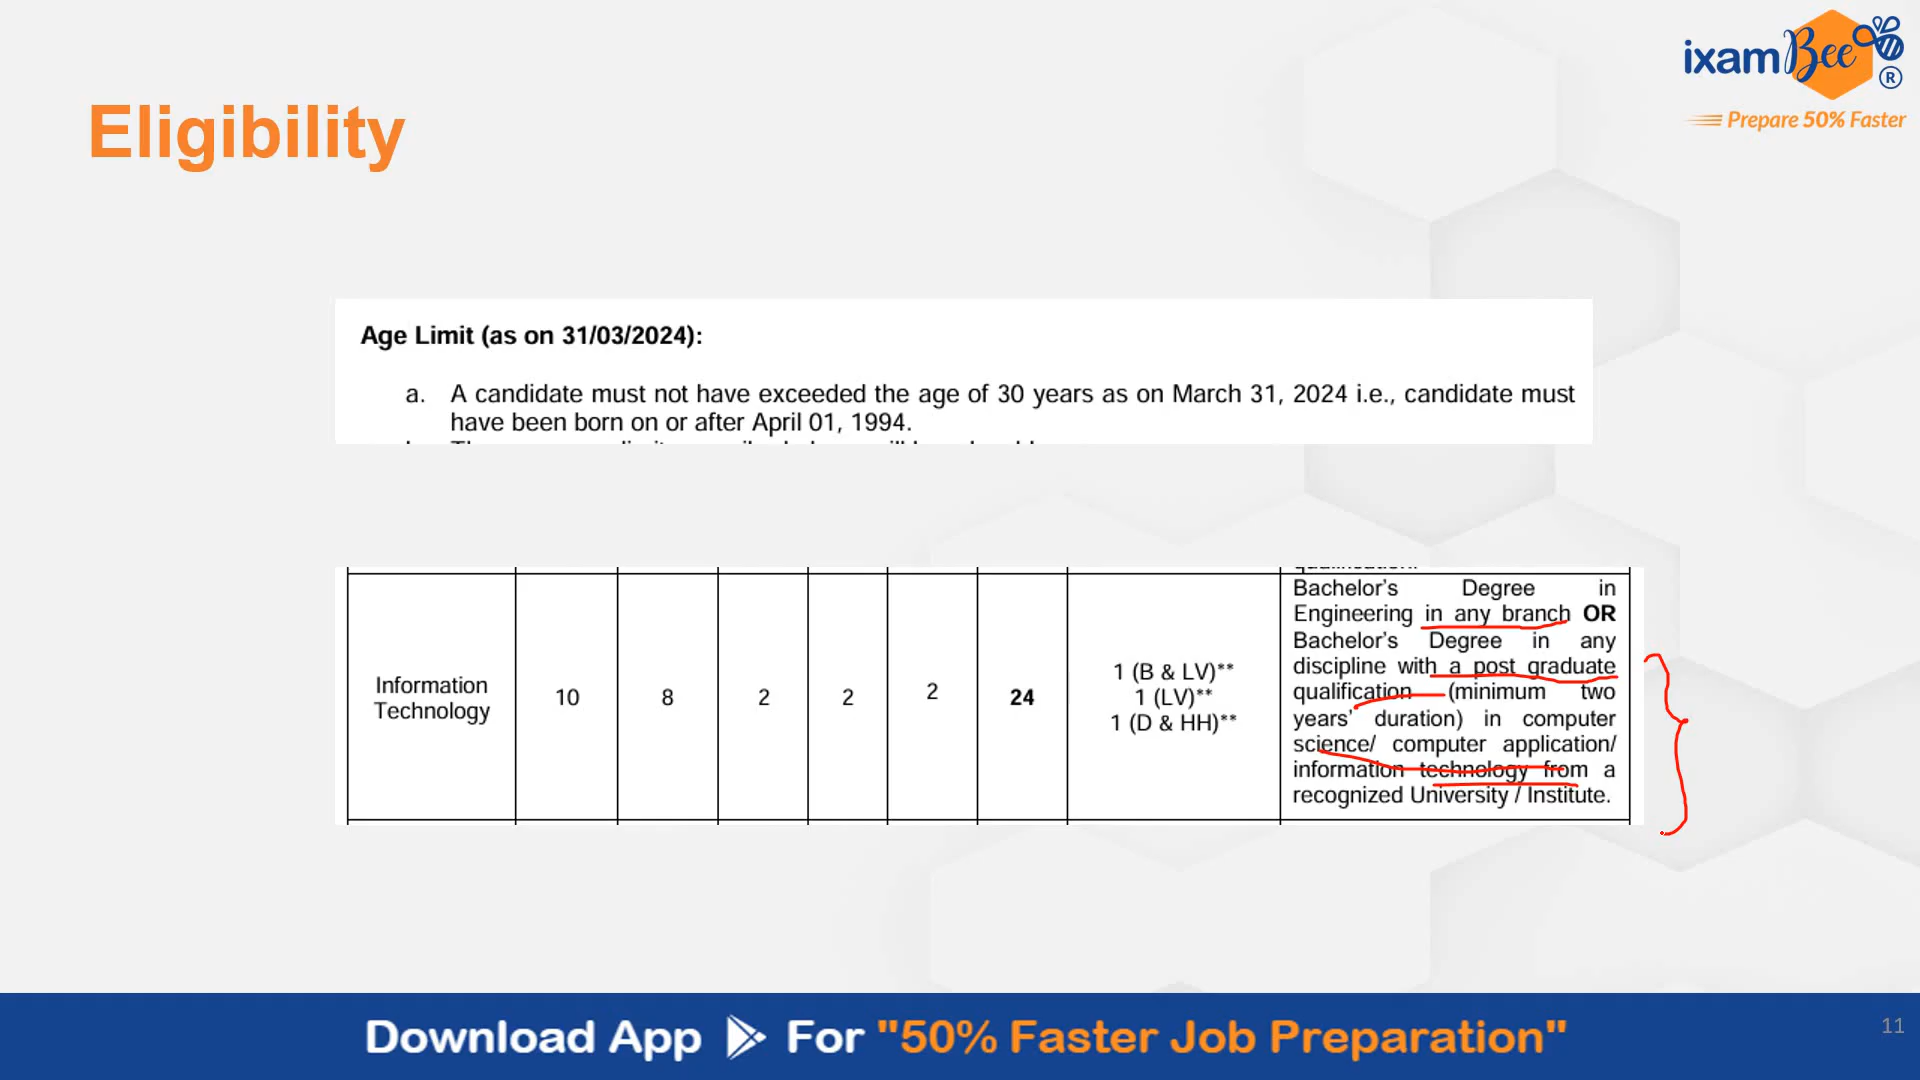 ixamBee®
Prepare 50% Faster
Eligibility
Age Limit (as on 31/03/2024):
a. A candidate must not have exceeded the age of 30 years as on March 31, 2024 i.e., candidate must
have been born on or after April 01, 1994.
Information
Technology
10
8
2
2
2
24
1 (B & LV)**
1 (LV)**
1 (D & HH)**
Bachelor's Degree in
Engineering in any branch OR
Bachelor's Degree in any
discipline with a post graduate
qualification (minimum two
years' duration) in computer
science/ computer application/
information technology from a
recognized University / Institute.
Download App For "50% Faster Job Preparation"
11